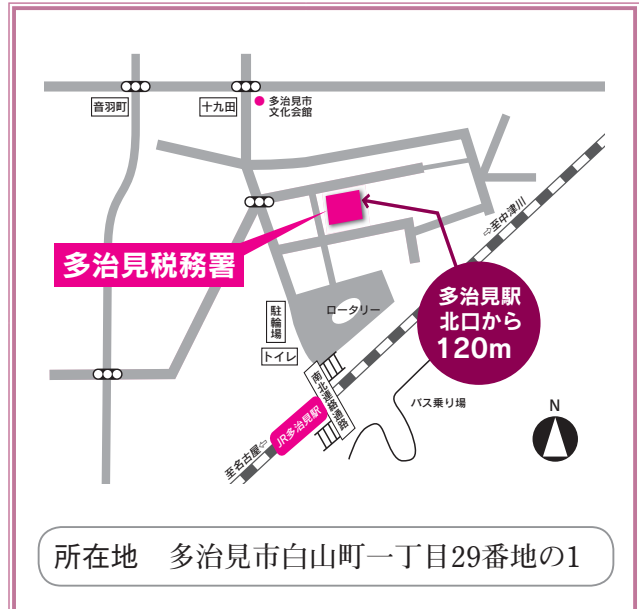 音羽町
十九田
多治見市
文化会館
⇨至中津川
多治見税務署
多治見駅
北口から
120m
駐輪場
ロータリー
トイレ
南北連絡通路
バス乗り場
N
JR多治見駅
至名古屋⇦
所在地 多治見市白山町一丁目29番地の1